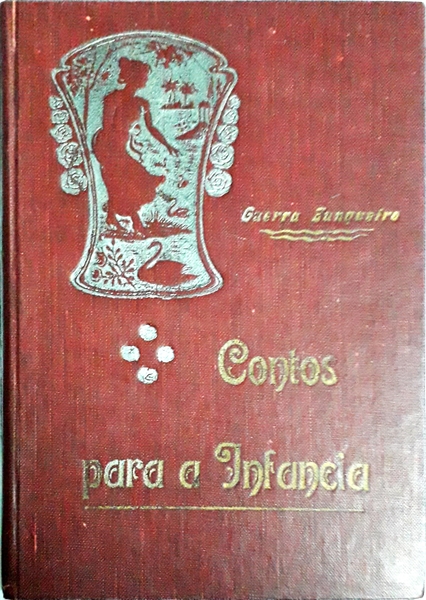 Guerra Junqueiro
Contos
para a Infancia